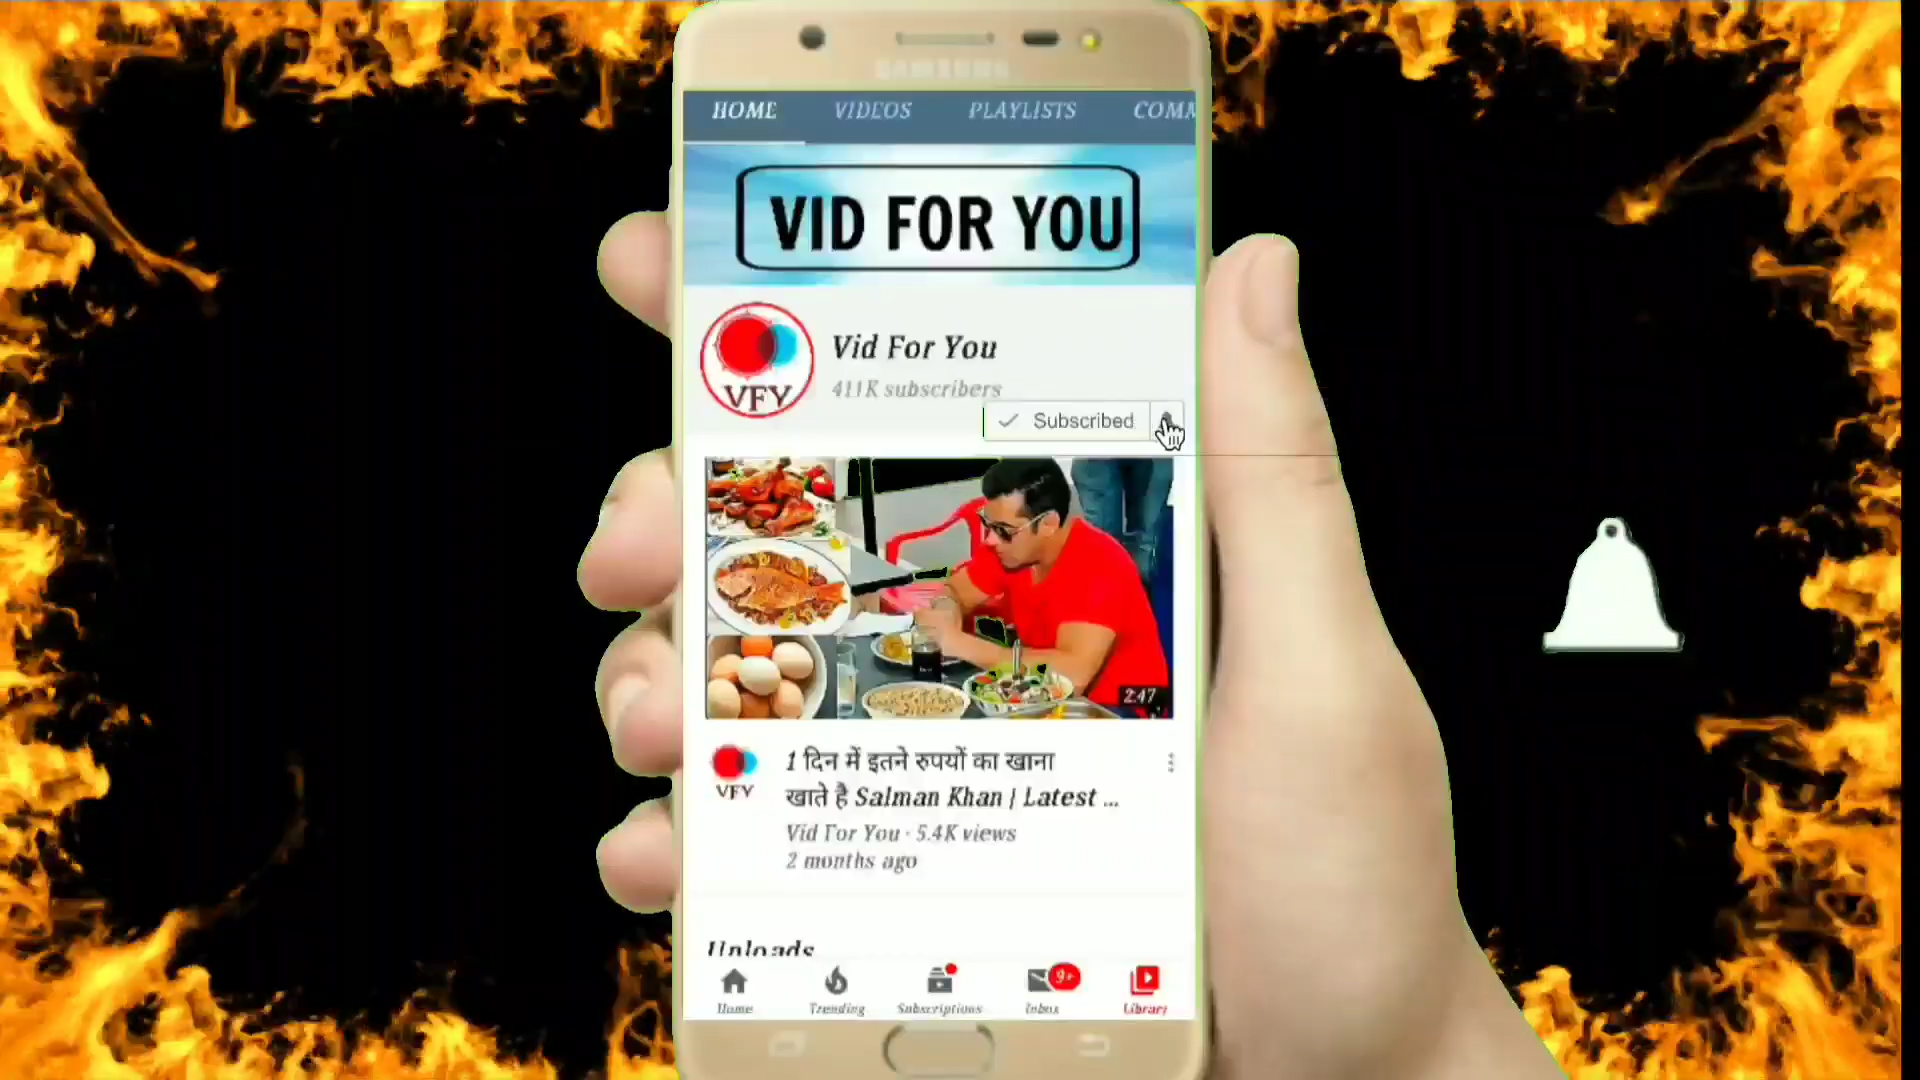 SAMSUNG
HOME VIDEOS PLAYLISTS COMM
VID FOR YOU
Vid For You
411K subscribers
VFY
Subscribed
2:47
1 दिन में इतने रुपयों का खाना
खाते है Salman Khan | Latest ...
VFY
Vid For You · 5.4K views
2 months ago
Uploads
9+
Home Trending Subscriptions Inbox Library